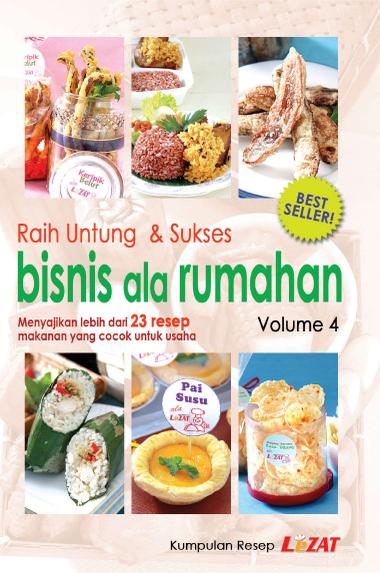 Keripik
Belut
ala
LeZAT
BEST
SELLER!
Raih Untung & Sukses
bisnis ala rumahan
Menyajikan lebih dari 23 resep
makanan yang cocok untuk usaha
Volume 4
Pai
Susu
ala
LeZAT
LeZAT
Kumpulan Resep LeZAT